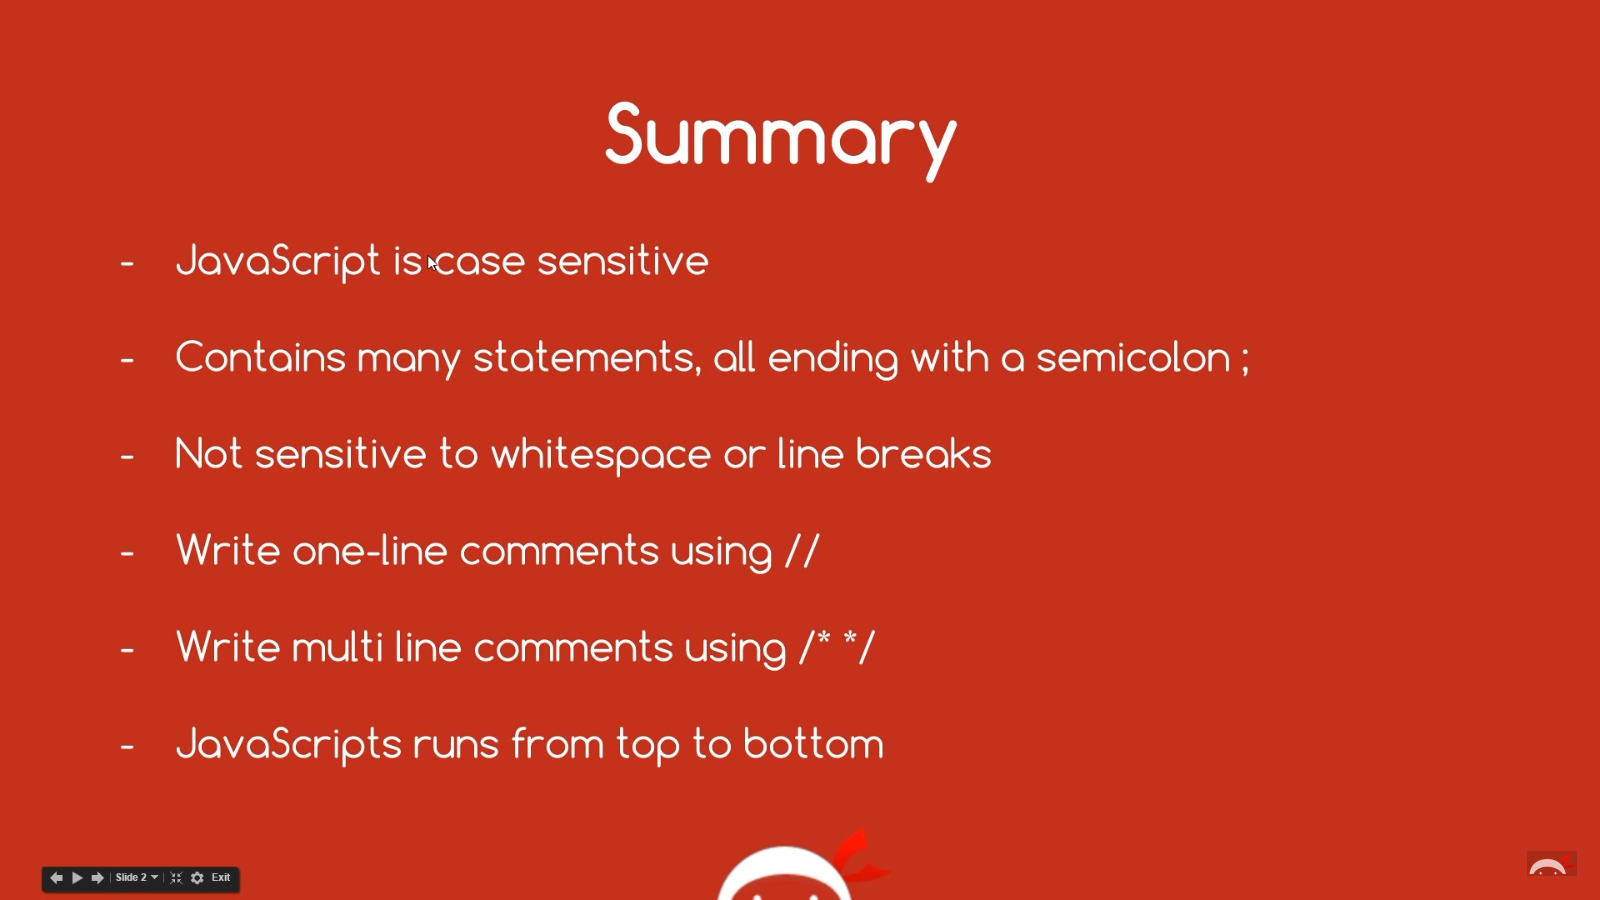 Summary
- JavaScript is case sensitive
- Contains many statements, all ending with a semicolon ;
- Not sensitive to whitespace or line breaks
- Write one-line comments using //
- Write multi line comments using /* */
- JavaScripts runs from top to bottom
Slide 2 Exit